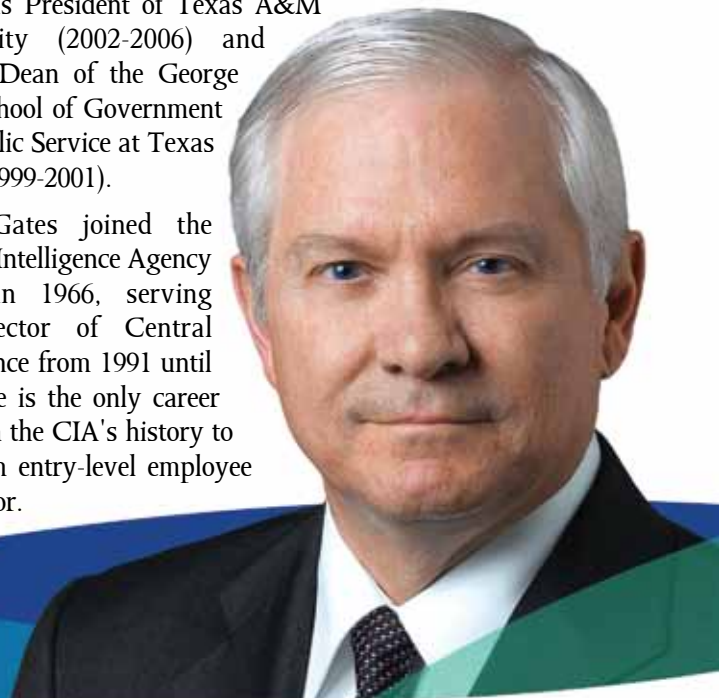 s President of Texas A&M
ity (2002-2006) and
Dean of the George
hool of Government
lic Service at Texas
999-2001).
Gates joined the
Intelligence Agency
n 1966, serving
ector of Central
nce from 1991 until
e is the only career
n the CIA's history to
n entry-level employee
or.